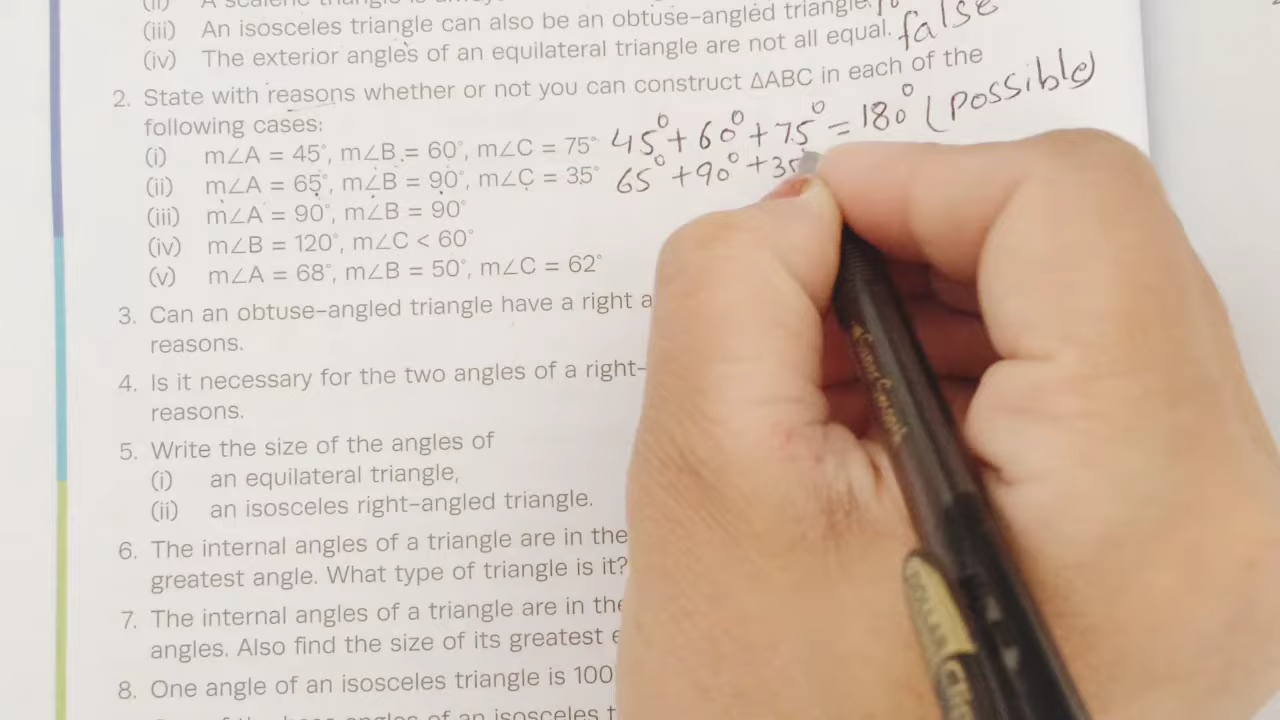 (iii) An isosceles triangle can also be an obtuse-angled triangle.
(iv) The exterior angles of an equilateral triangle are not all equal. false
2. State with reasons whether or not you can construct ΔABC in each of the
following cases:
(i) m∠A = 45°, m∠B = 60°, m∠C = 75° 45° + 60° + 75° = 180° (possible)
(ii) m∠A = 65°, m∠B = 90°, m∠C = 35° 65° + 90° + 35
(iii) m∠A = 90°, m∠B = 90°
(iv) m∠B = 120°, m∠C < 60°
(v) m∠A = 68°, m∠B = 50°, m∠C = 62°
3. Can an obtuse-angled triangle have a right a
reasons.
4. Is it necessary for the two angles of a right-
reasons.
5. Write the size of the angles of
(i) an equilateral triangle,
(ii) an isosceles right-angled triangle.
6. The internal angles of a triangle are in the
greatest angle. What type of triangle is it?
7. The internal angles of a triangle are in the
angles. Also find the size of its greatest e
8. One angle of an isosceles triangle is 100
DOLLAR Clic